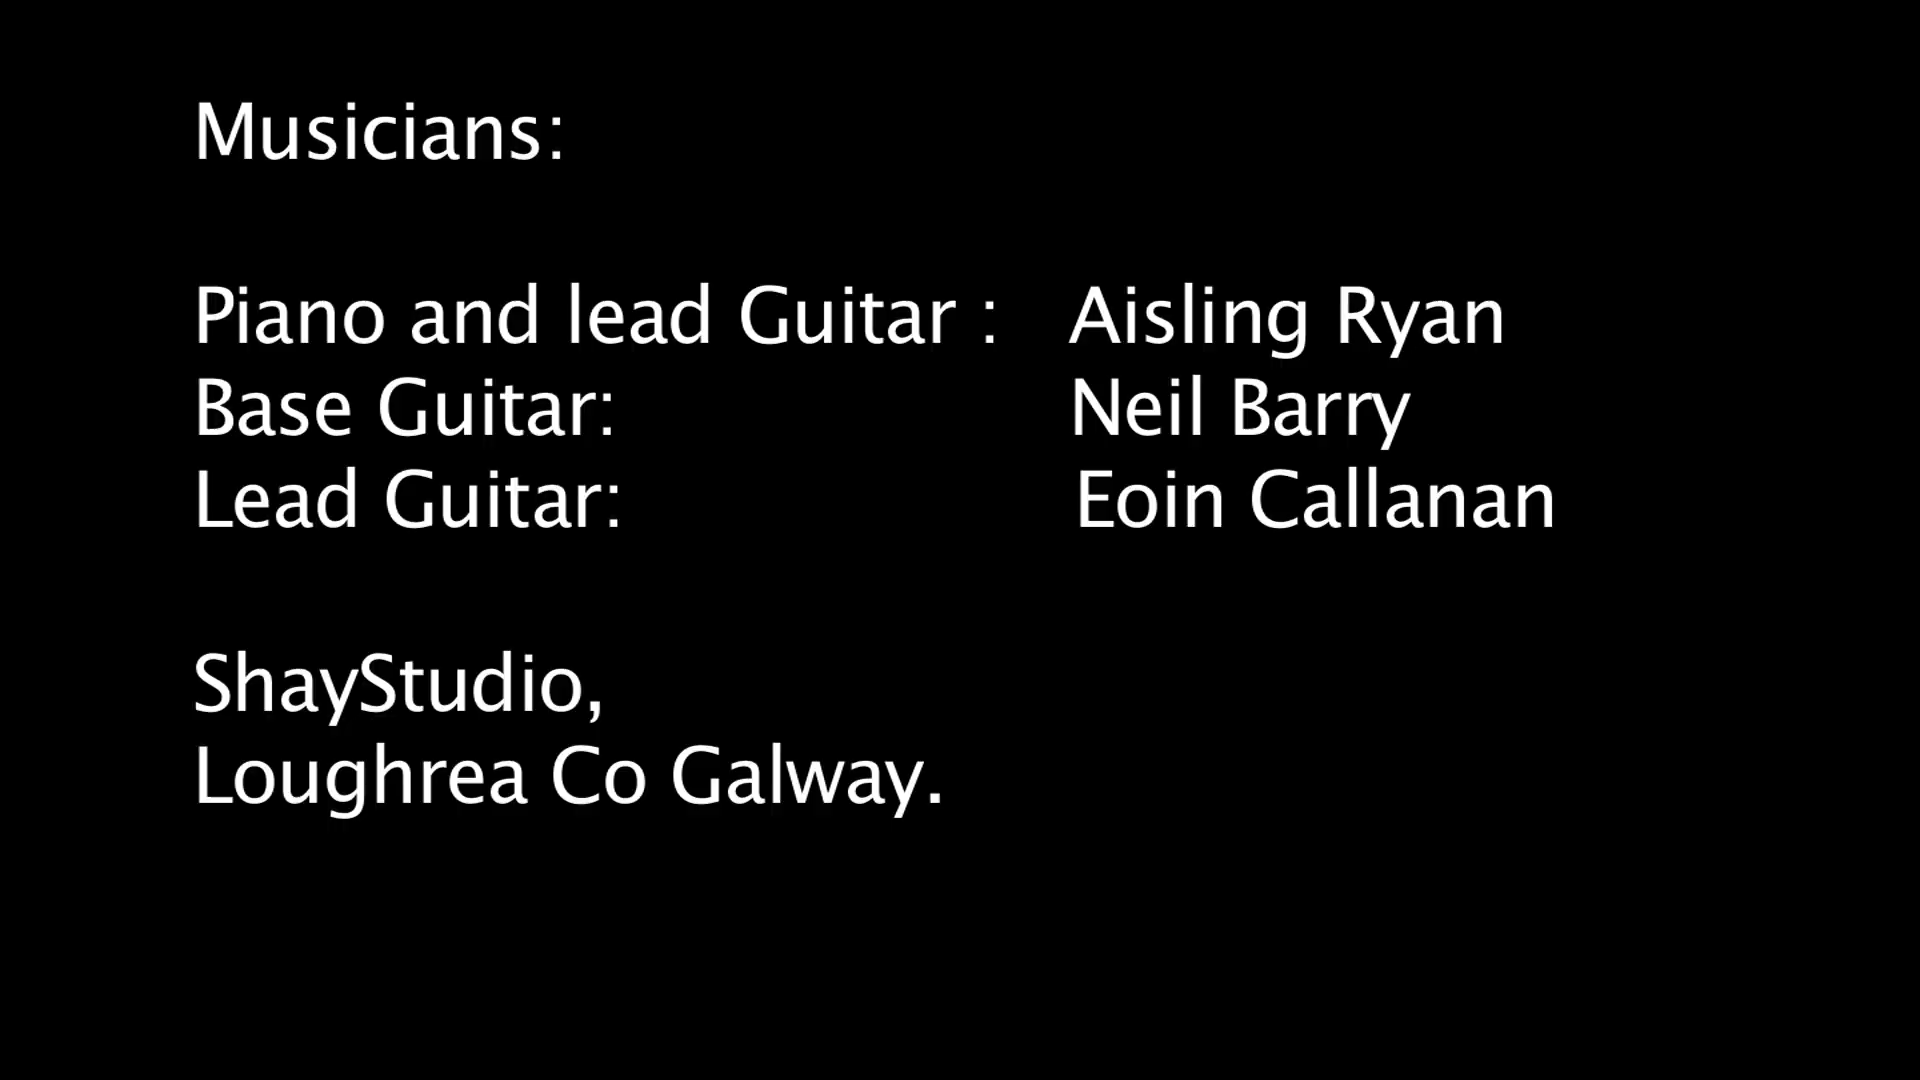 Musicians:
Piano and lead Guitar : Aisling Ryan
Base Guitar: Neil Barry
Lead Guitar: Eoin Callanan
ShayStudio,
Loughrea Co Galway.